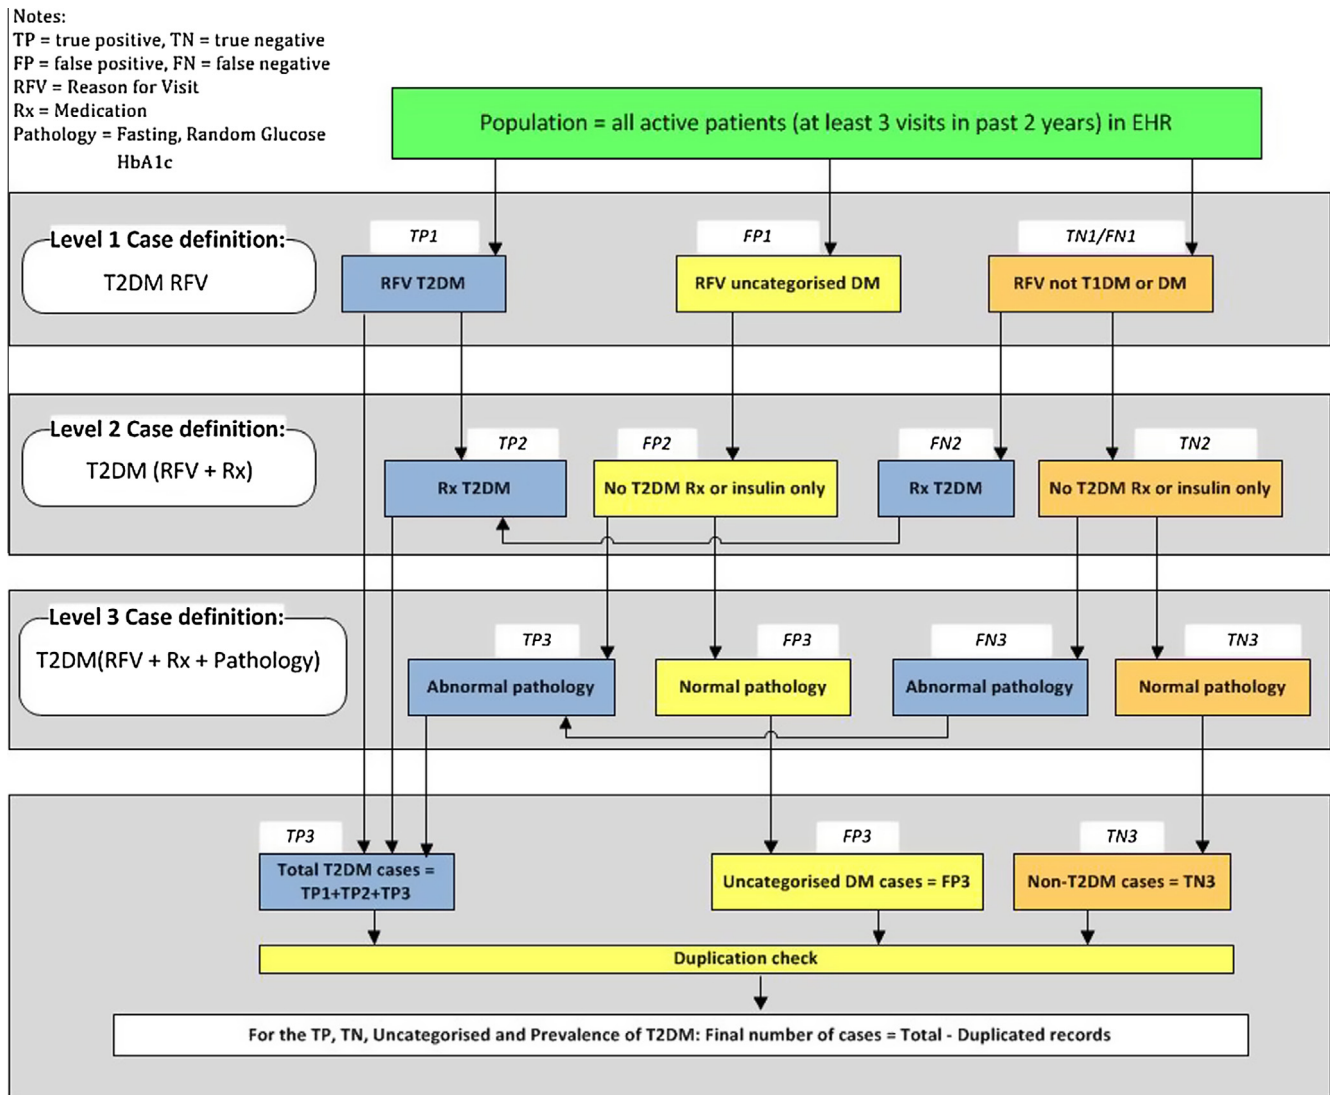 Notes:
TP = true positive, TN = true negative
FP = false positive, FN = false negative
RFV = Reason for Visit
Rx = Medication
Pathology = Fasting, Random Glucose
HbA1c
Population = all active patients (at least 3 visits in past 2 years) in EHR
Level 1 Case definition:
T2DM RFV
TP1
FP1
TN1/FN1
RFV T2DM
RFV uncategorised DM
RFV not T1DM or DM
Level 2 Case definition:
T2DM (RFV + Rx)
TP2
FP2
FN2
TN2
Rx T2DM
No T2DM Rx or insulin only
Rx T2DM
No T2DM Rx or insulin only
Level 3 Case definition:
T2DM(RFV + Rx + Pathology)
TP3
FP3
FN3
TN3
Abnormal pathology
Normal pathology
Abnormal pathology
Normal pathology
TP3
FP3
TN3
Total T2DM cases =
TP1+TP2+TP3
Uncategorised DM cases = FP3
Non-T2DM cases = TN3
Duplication check
For the TP, TN, Uncategorised and Prevalence of T2DM: Final number of cases = Total - Duplicated records